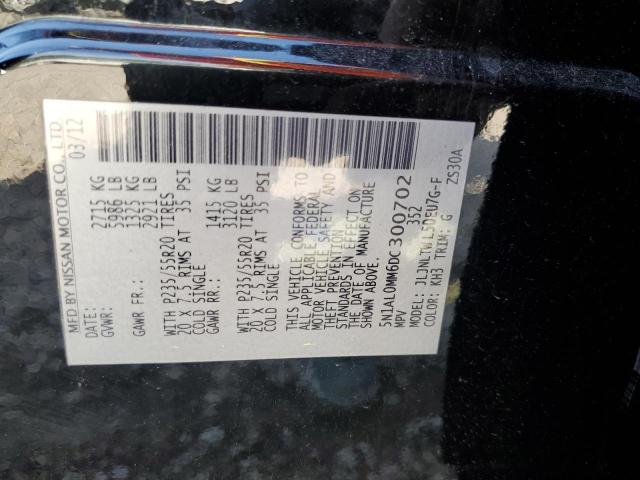 MFD BY NISSAN MOTOR CO., LTD.
DATE: 03/12
GVWR: 2715 KG
5986 LB
GAWR FR.: 1325 KG
2921 LB
WITH P235/55R20 TIRES
20 X 7.5 RIMS AT 35 PSI
COLD SINGLE
GAWR RR.: 1415 KG
3120 LB
WITH P235/55R20 TIRES
20 X 7.5 RIMS AT 35 PSI
COLD SINGLE
THIS VEHICLE CONFORMS TO
ALL APPLICABLE FEDERAL
MOTOR VEHICLE SAFETY AND
THEFT PREVENTION
STANDARDS IN EFFECT ON
THE DATE OF MANUFACTURE
SHOWN ABOVE.
5N1AL0MM6DC300702
MPV 352
MODEL: JLJNLTWL5DEU7G-F
COLOR: KH3 TRIM: G
ZS30A